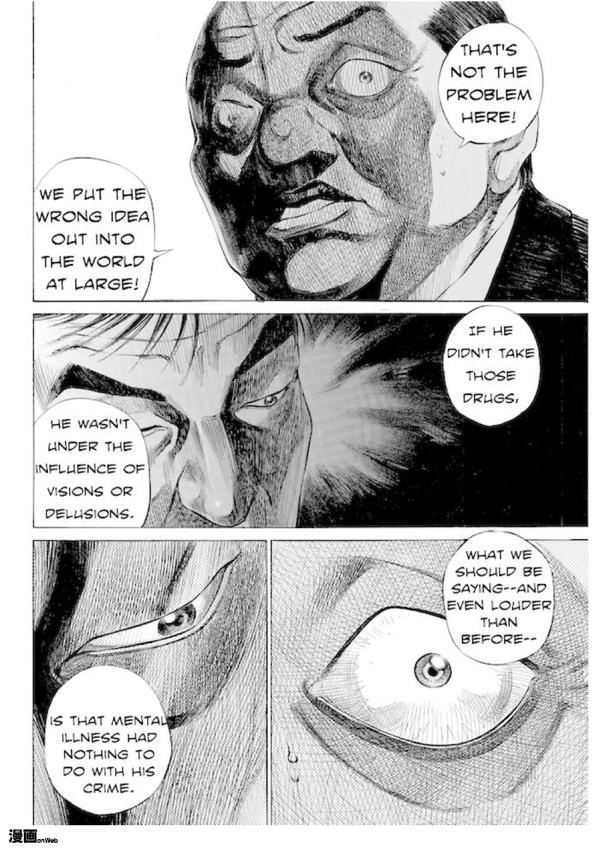 THAT'S
NOT THE
PROBLEM
HERE!
WE PUT THE
WRONG IDEA
OUT INTO
THE WORLD
AT LARGE!
IF HE
DIDN'T TAKE
THOSE
DRUGS,
HE WASN'T
UNDER THE
INFLUENCE OF
VISIONS OR
DELUSIONS.
WHAT WE
SHOULD BE
SAYING--AND
EVEN LOUDER
THAN
BEFORE--
IS THAT MENTAL
ILLNESS HAD
NOTHING TO
DO WITH HIS
CRIME.
漫画onWeb